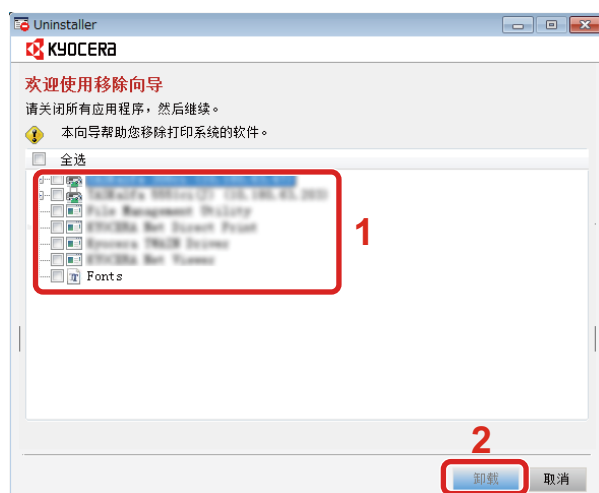 Uninstaller
KYOCERA
欢迎使用移除向导
请关闭所有应用程序，然后继续。
本向导帮助您移除打印系统的软件。
全选
File Management Utility
KYOCERA Net Direct Print
Kyocera TWAIN Driver
KYOCERA Net Viewer
Fonts
1
2
卸载
取消